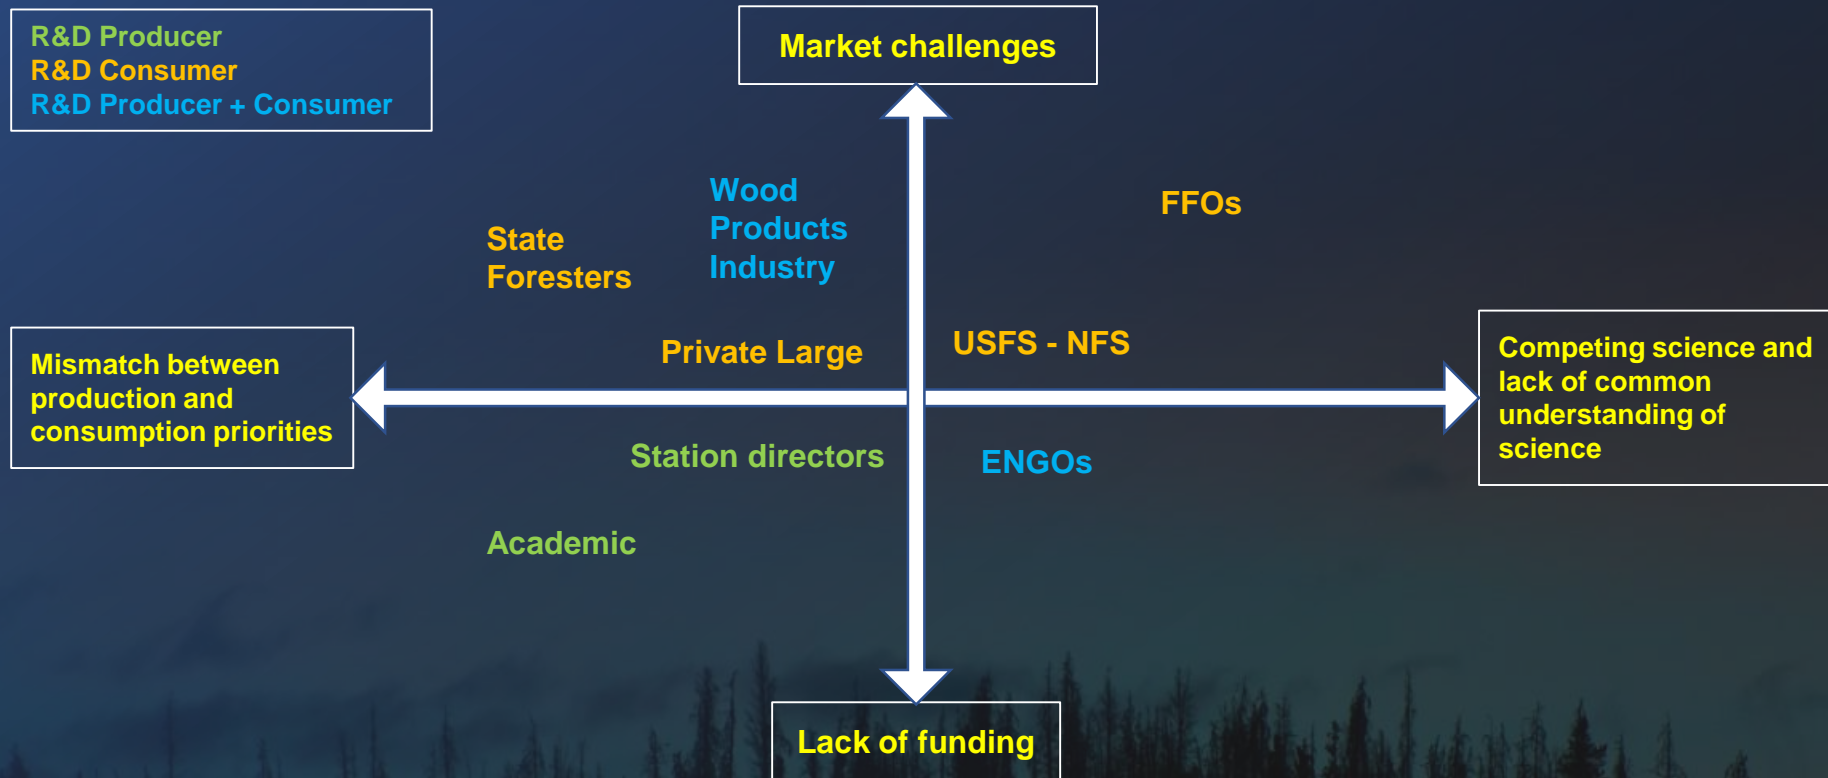 R&D Producer
R&D Consumer
R&D Producer + Consumer
Market challenges
Wood
Products
Industry
FFOs
State
Foresters
Private Large
USFS - NFS
Mismatch between
production and
consumption priorities
Competing science and
lack of common
understanding of
science
Station directors
ENGOs
Academic
Lack of funding